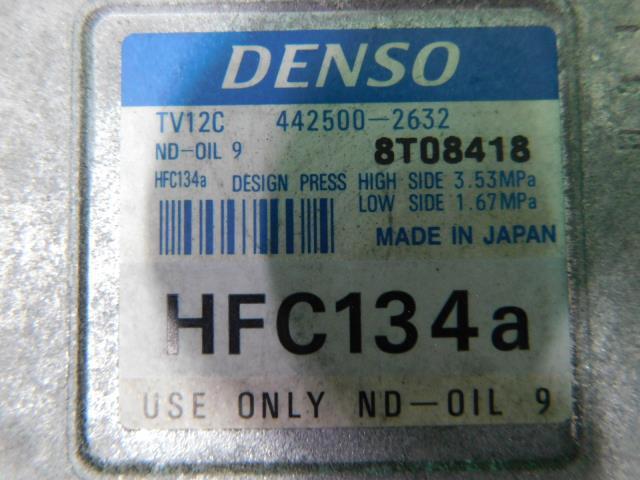 DENSO
TV12C 442500-2632
ND-OIL 9 8T08418
HFC134a DESIGN PRESS HIGH SIDE 3.53MPa
LOW SIDE 1.67MPa
MADE IN JAPAN
HFC134a
USE ONLY ND-OIL 9